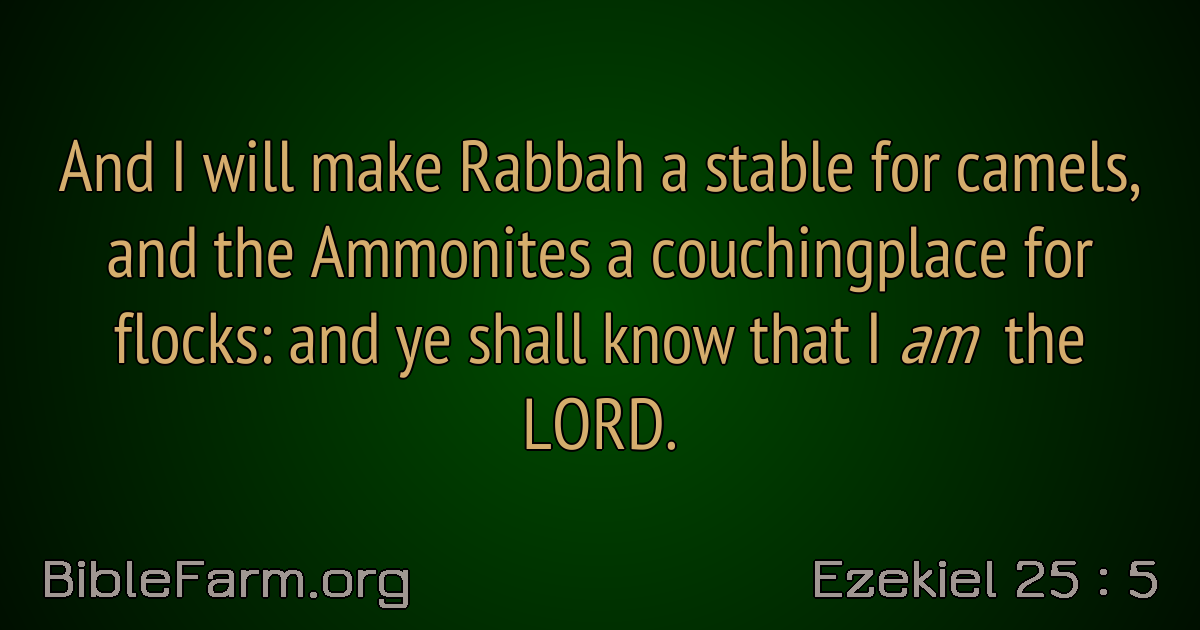 And I will make Rabbah a stable for camels,
and the Ammonites a couchingplace for
flocks: and ye shall know that I am the
LORD.
BibleFarm.org
Ezekiel 25 : 5